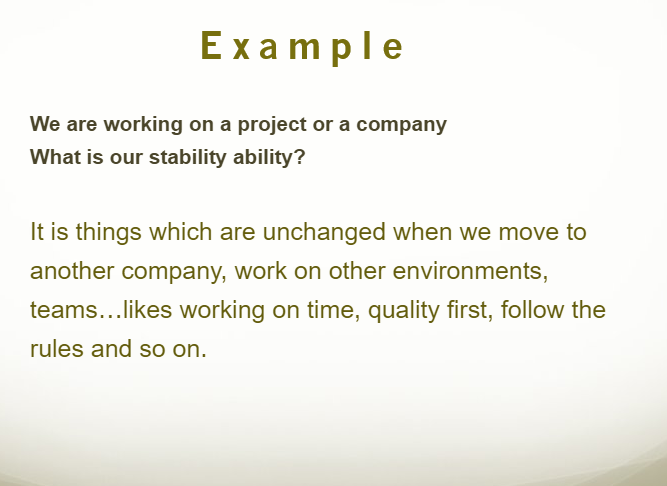 Example
We are working on a project or a company
What is our stability ability?
It is things which are unchanged when we move to
another company, work on other environments,
teams…likes working on time, quality first, follow the
rules and so on.